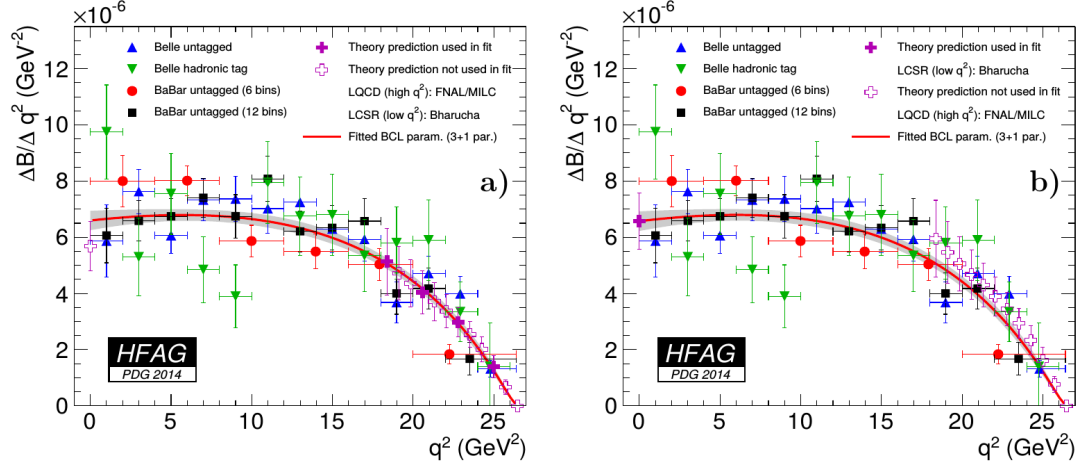 ×10⁻⁶
ΔB/Δ q² (GeV⁻²)
12
10
8
6
4
2
0
Belle untagged
Belle hadronic tag
BaBar untagged (6 bins)
BaBar untagged (12 bins)
Theory prediction used in fit
Theory prediction not used in fit
LQCD (high q²): FNAL/MILC
LCSR (low q²): Bharucha
Fitted BCL param. (3+1 par.)
a)
HFAG
PDG 2014
0 5 10 15 20 25
q² (GeV²)
×10⁻⁶
ΔB/Δ q² (GeV⁻²)
12
10
8
6
4
2
0
Belle untagged
Belle hadronic tag
BaBar untagged (6 bins)
BaBar untagged (12 bins)
Theory prediction used in fit
LCSR (low q²): Bharucha
Theory prediction not used in fit
LQCD (high q²): FNAL/MILC
Fitted BCL param. (3+1 par.)
b)
HFAG
PDG 2014
0 5 10 15 20 25
q² (GeV²)